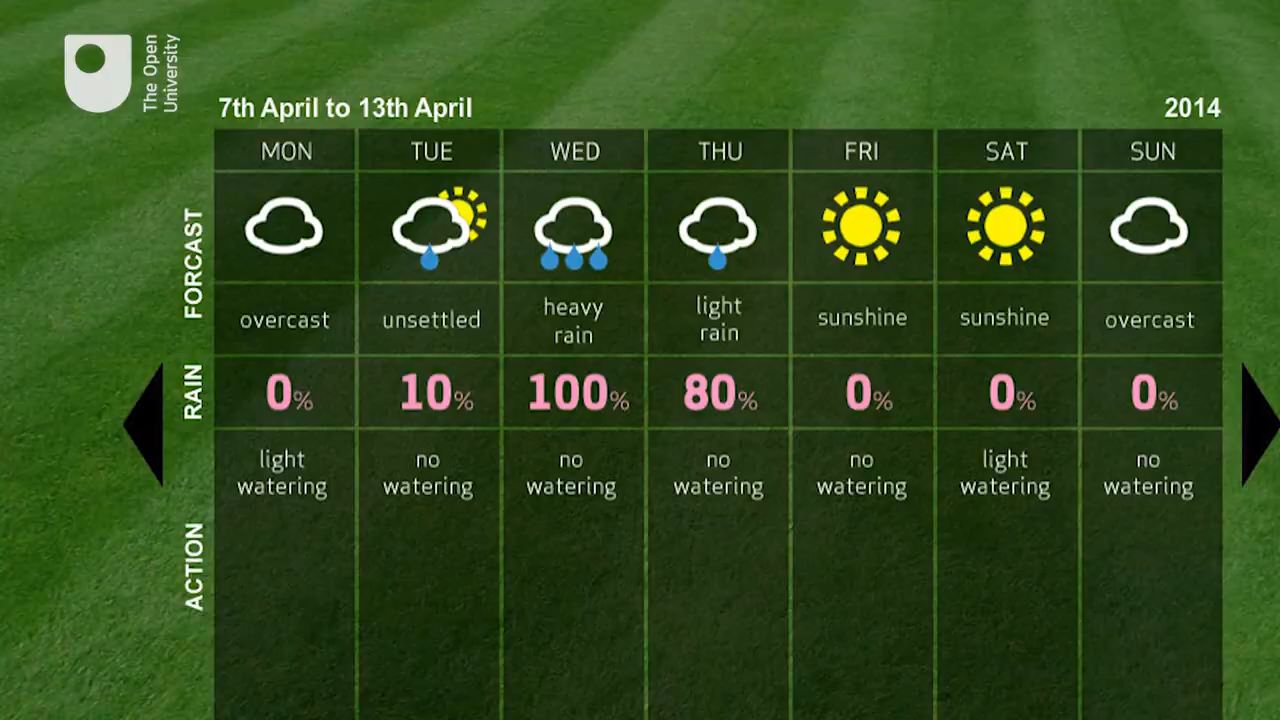 The Open
University
7th April to 13th April
2014
MON TUE WED THU FRI SAT SUN
FORCAST
overcast unsettled heavy rain light rain sunshine sunshine overcast
RAIN
0% 10% 100% 80% 0% 0% 0%
ACTION
light watering no watering no watering no watering no watering light watering no watering